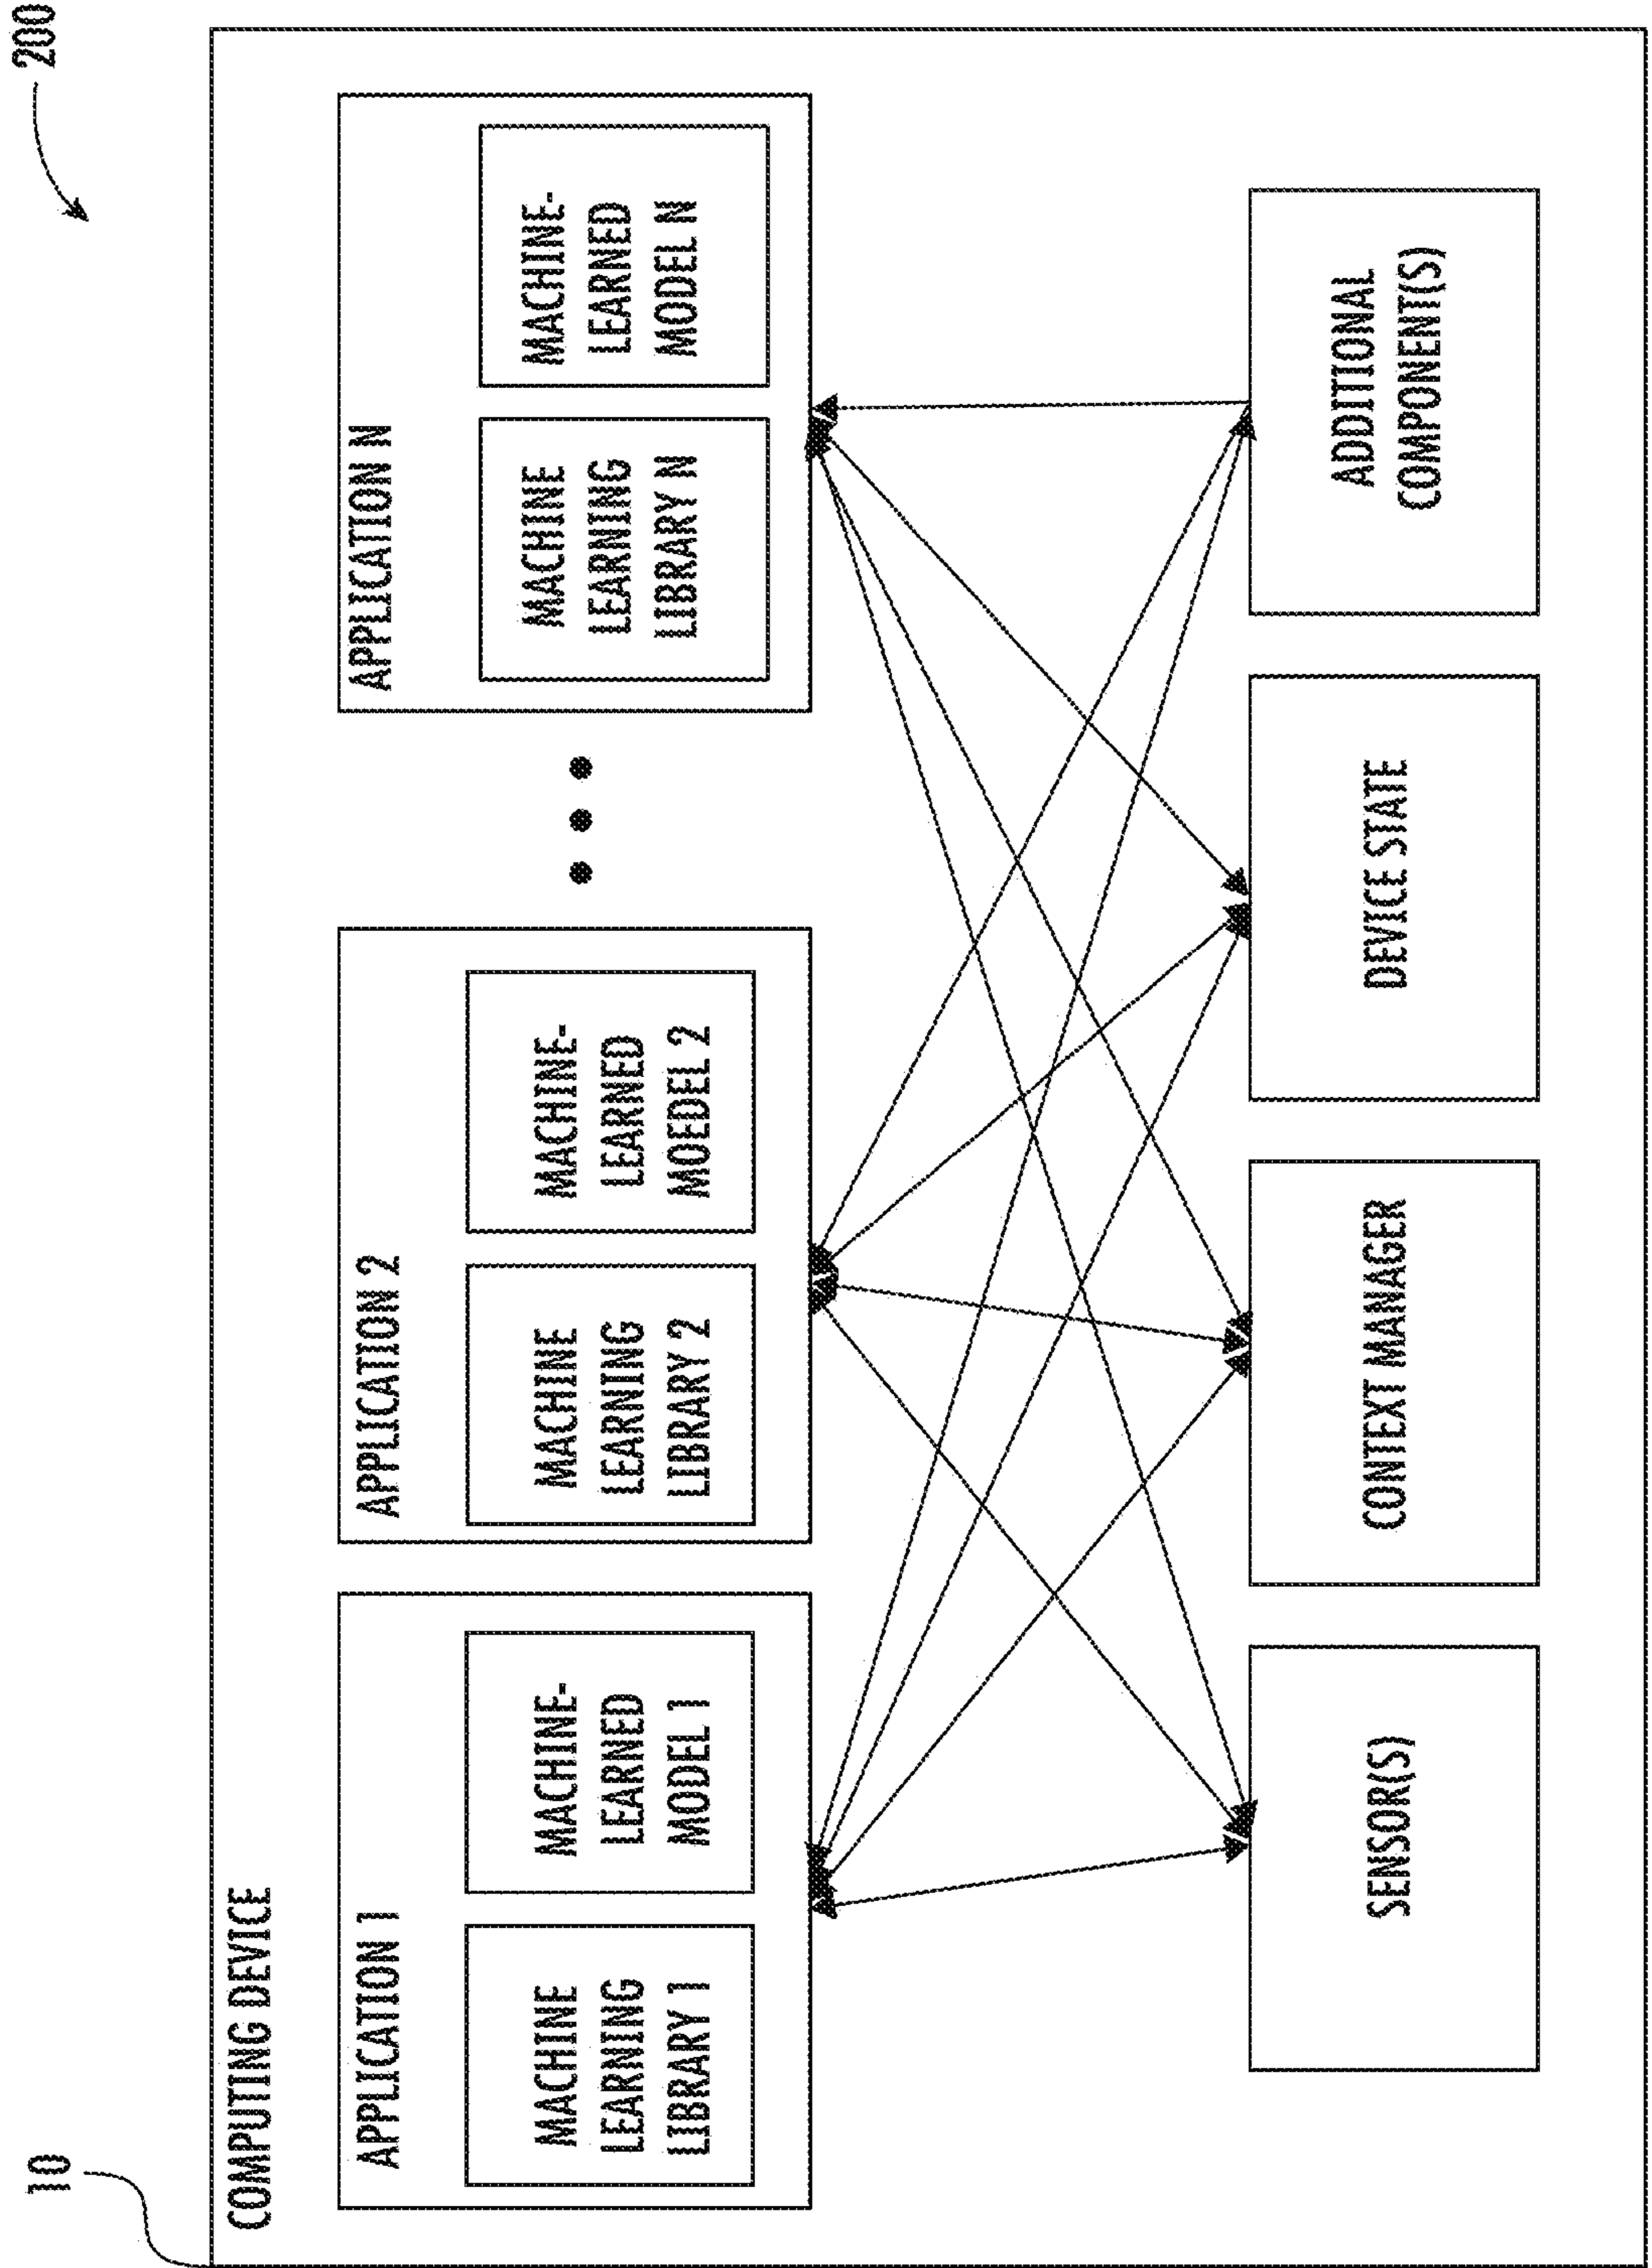 200
10
COMPUTING DEVICE
APPLICATION 1
MACHINE
LEARNING
LIBRARY 1
MACHINE-
LEARNED
MODEL 1
APPLICATION 2
MACHINE
LEARNING
LIBRARY 2
MACHINE-
LEARNED
MOEDEL 2
APPLICATION N
MACHINE
LEARNING
LIBRARY N
MACHINE-
LEARNED
MODEL N
SENSOR(S)
CONTEXT MANAGER
DEVICE STATE
ADDITIONAL
COMPONENT(S)